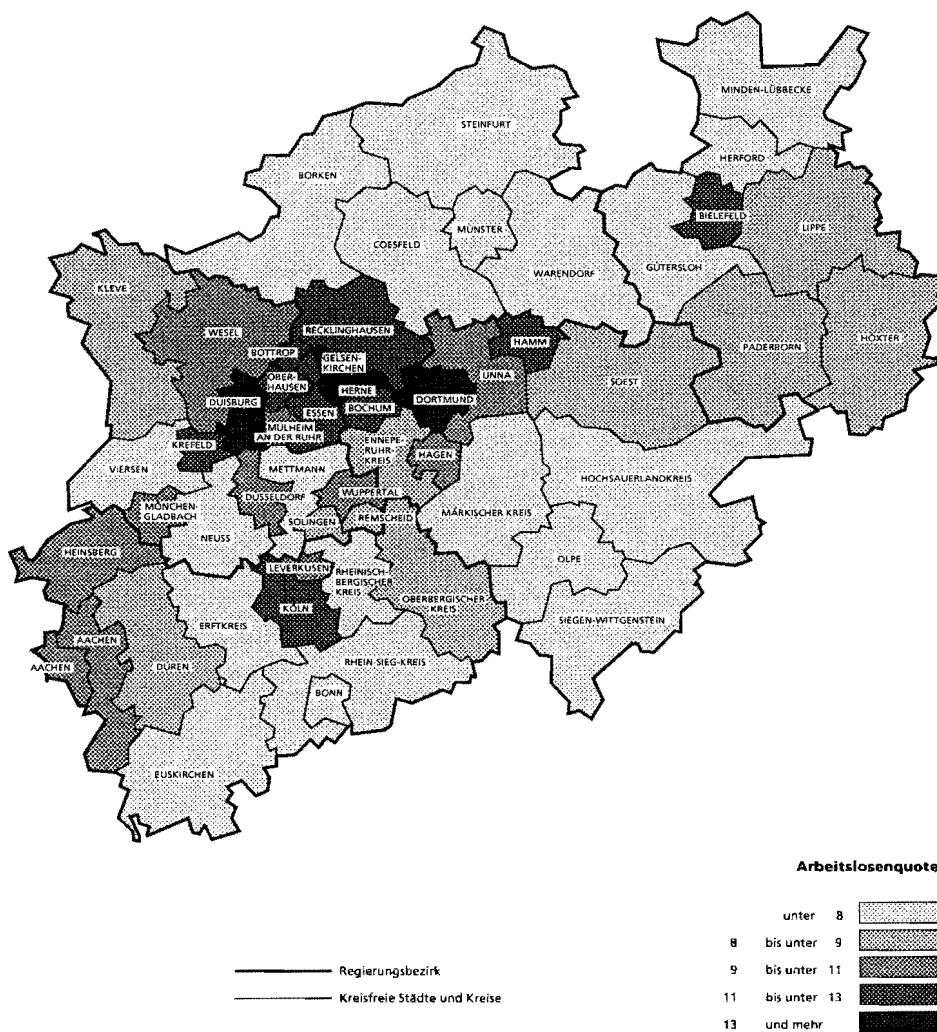 MINDEN-LÜBBECKE
STEINFURT
HERFORD
BORKEN
BIELEFELD
LIPPE
MÜNSTER
COESFELD
WARENDORF
GÜTERSLOH
KLEVE
WESEL
RECKLINGHAUSEN
HAMM
PADERBORN
HÖXTER
BOTTROP
GELSEN-
KIRCHEN
UNNA
OBER-
HAUSEN
SOEST
HERNE
DUISBURG
DORTMUND
ESSEN
BOCHUM
MÜLHEIM
AN DER RUHR
ENNEPE-
RUHR-
KREIS
KREFELD
HAGEN
VIERSEN
METTMANN
HOCHSAUERLANDKREIS
DÜSSELDORF
WUPPERTAL
MÖNCHEN-
GLADBACH
MÄRKISCHER KREIS
SOLINGEN
REMSCHEID
NEUSS
HEINSBERG
OLPE
LEVERKUSEN
RHEINISCH-
BERGISCHER
KREIS
OBERBERGISCHER
KREIS
KÖLN
ERFTKREIS
SIEGEN-WITTGENSTEIN
AACHEN
AACHEN
DÜREN
RHEIN-SIEG-KREIS
BONN
EUSKIRCHEN
Arbeitslosenquote
unter 8
8 bis unter 9
9 bis unter 11
11 bis unter 13
13 und mehr
Regierungsbezirk
Kreisfreie Städte und Kreise